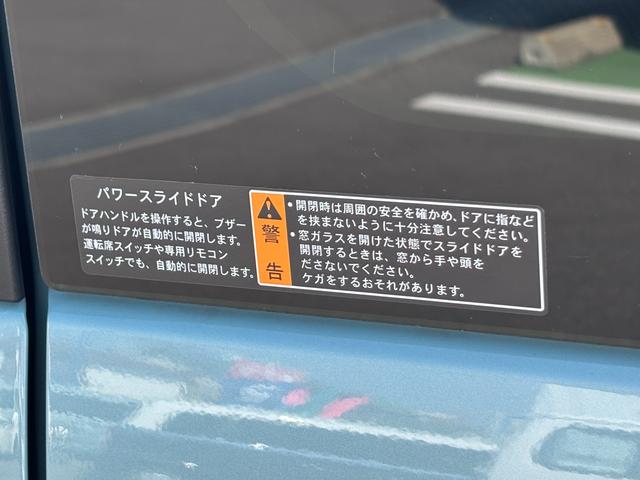 パワースライドドア
ドアハンドルを操作すると、ブザー
が鳴りドアが自動的に開閉します。
運転席スイッチや専用リモコン
スイッチでも、自動的に開閉します。
警告
・開閉時は周囲の安全を確かめ、ドアに指など
を挟まないように十分注意してください。
・窓ガラスを開けた状態でスライドドアを
開閉するときは、窓から手や頭を
ださないでください。
ケガをするおそれがあります。